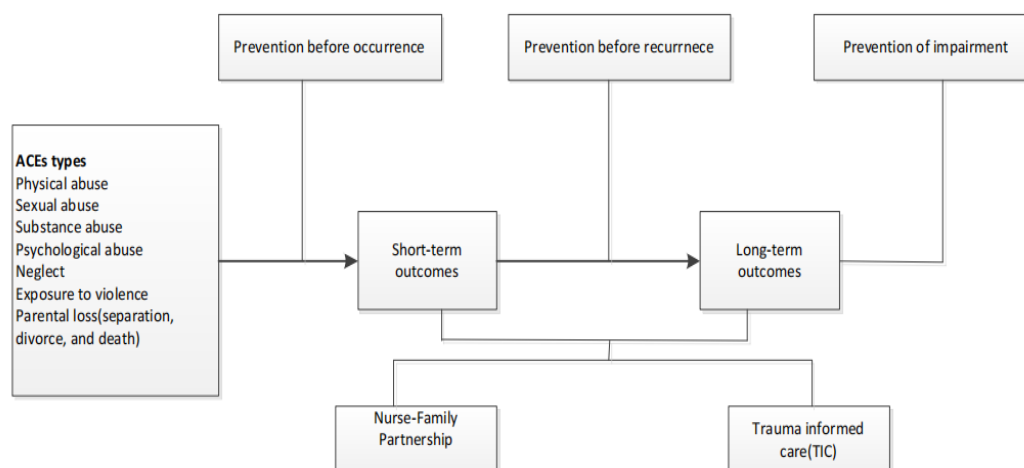 Prevention before occurrence
Prevention before recurrnece
Prevention of impairment
ACEs types
Physical abuse
Sexual abuse
Substance abuse
Psychological abuse
Neglect
Exposure to violence
Parental loss(separation,
divorce, and death)
Short-term
outcomes
Long-term
outcomes
Nurse-Family
Partnership
Trauma informed
care(TIC)